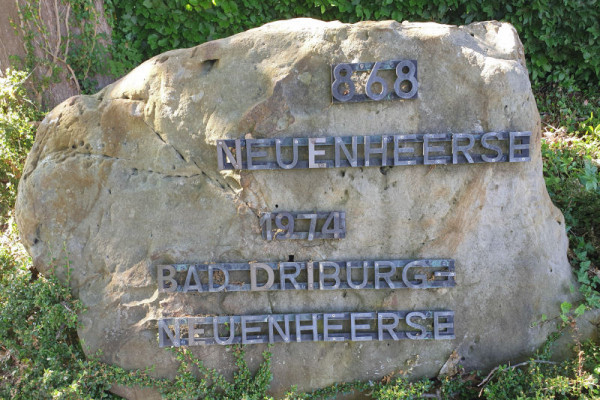 868
NEUENHEERSE
1974
BAD DRIBURG-
NEUENHEERSE